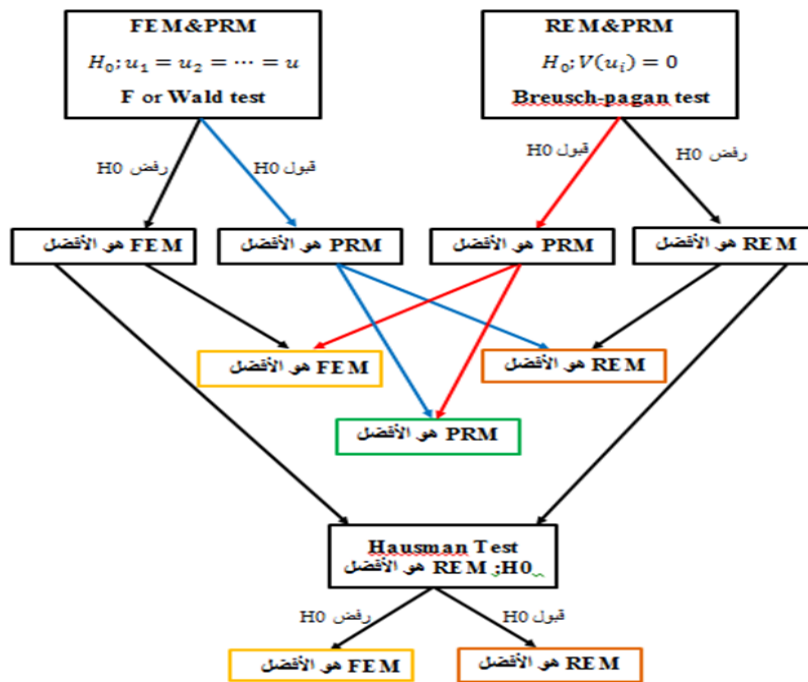 FEM&PRM
H₀;u₁ = u₂ = ⋯ = u
F or Wald test
REM&PRM
H₀;V(uᵢ) = 0
Breusch-pagan test
رفض H0
قبول H0
قبول H0
رفض H0
FEM هو الأفضل
PRM هو الأفضل
PRM هو الأفضل
REM هو الأفضل
FEM هو الأفضل
REM هو الأفضل
PRM هو الأفضل
Hausman Test
H0; REM هو الأفضل
رفض H0
قبول H0
FEM هو الأفضل
REM هو الأفضل